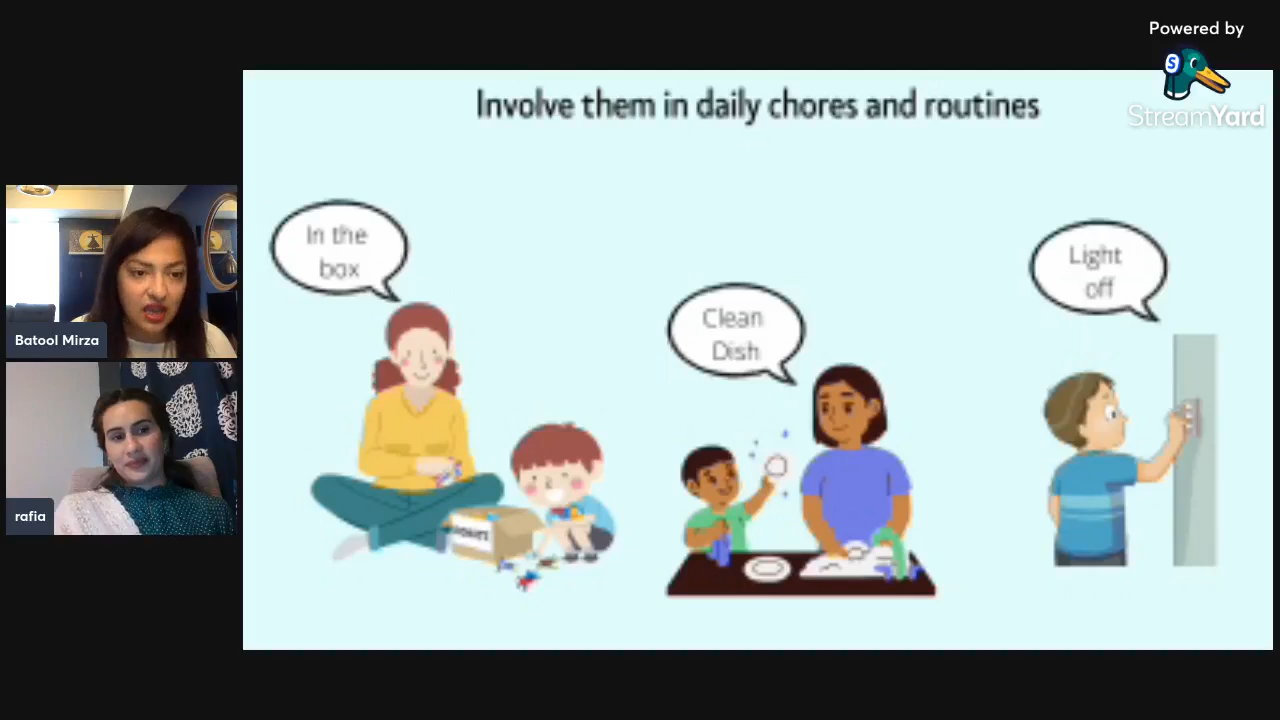 Powered by
S
StreamYard
Involve them in daily chores and routines
In the
box
Clean
Dish
Light
off
Batool Mirza
rafia